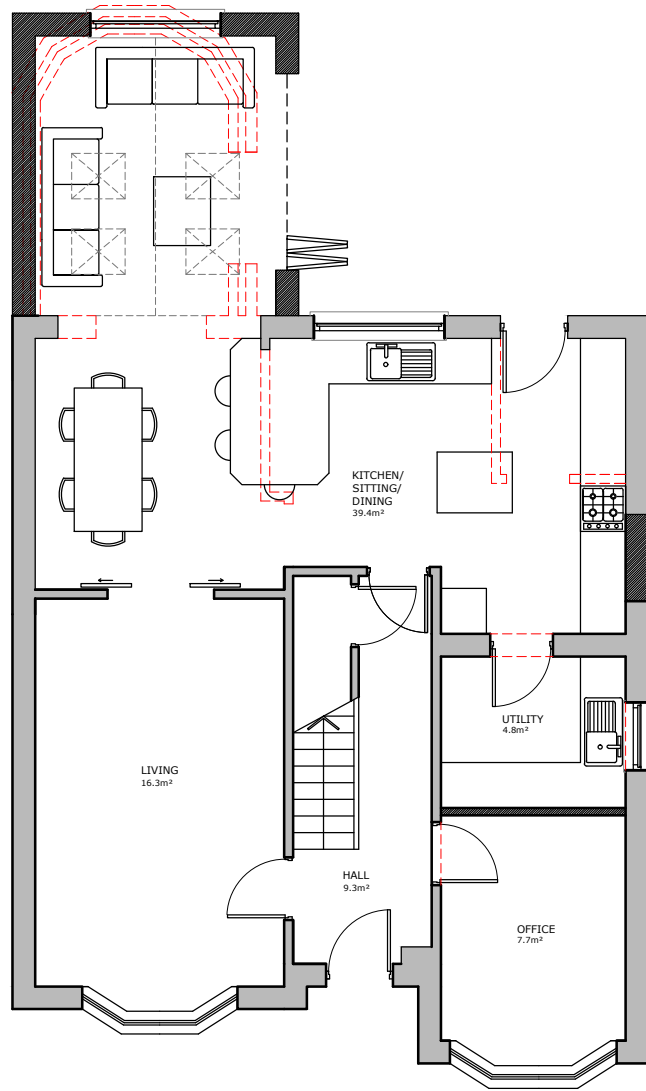 KITCHEN/
SITTING/
DINING
39.4m²
UTILITY
4.8m²
LIVING
16.3m²
HALL
9.3m²
OFFICE
7.7m²